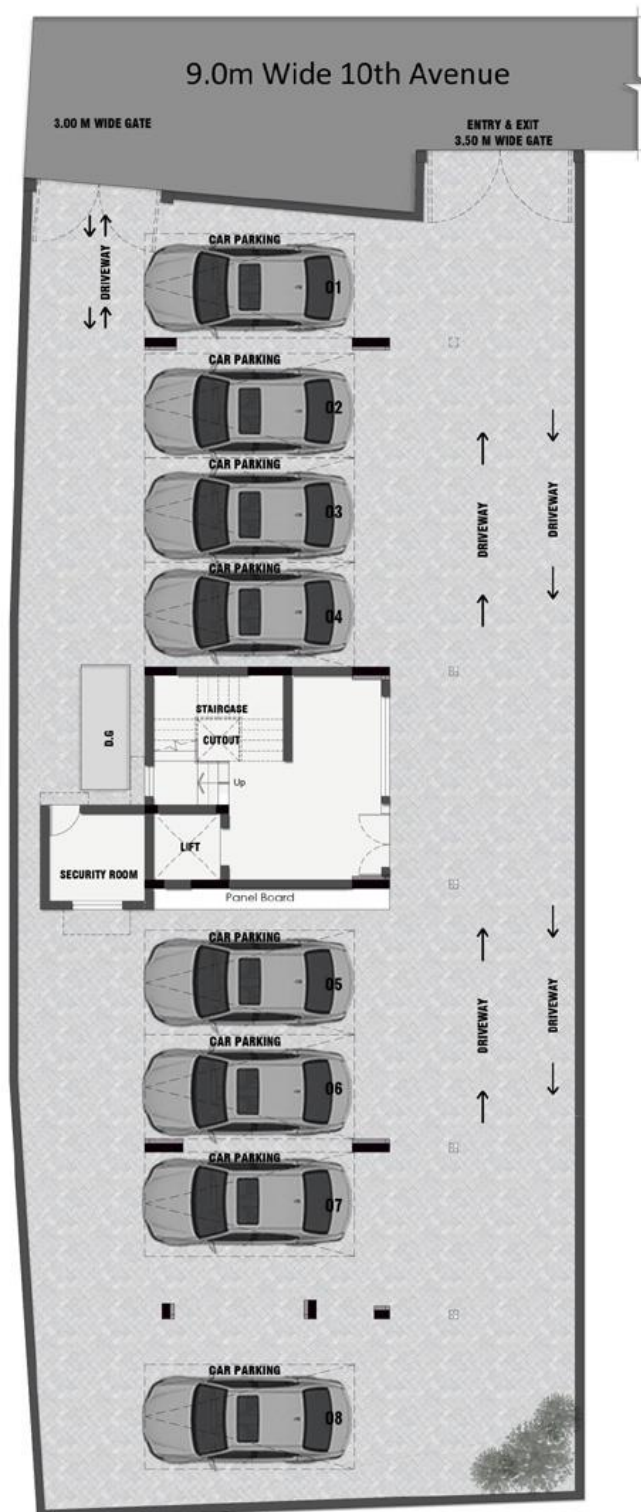 9.0m Wide 10th Avenue
3.00 M WIDE GATE
ENTRY & EXIT
3.50 M WIDE GATE
DRIVEWAY
CAR PARKING
01
CAR PARKING
02
CAR PARKING
03
CAR PARKING
04
DRIVEWAY
DRIVEWAY
D.G
STAIRCASE
CUTOUT
Up
LIFT
SECURITY ROOM
Panel Board
CAR PARKING
05
CAR PARKING
06
DRIVEWAY
DRIVEWAY
CAR PARKING
07
CAR PARKING
08